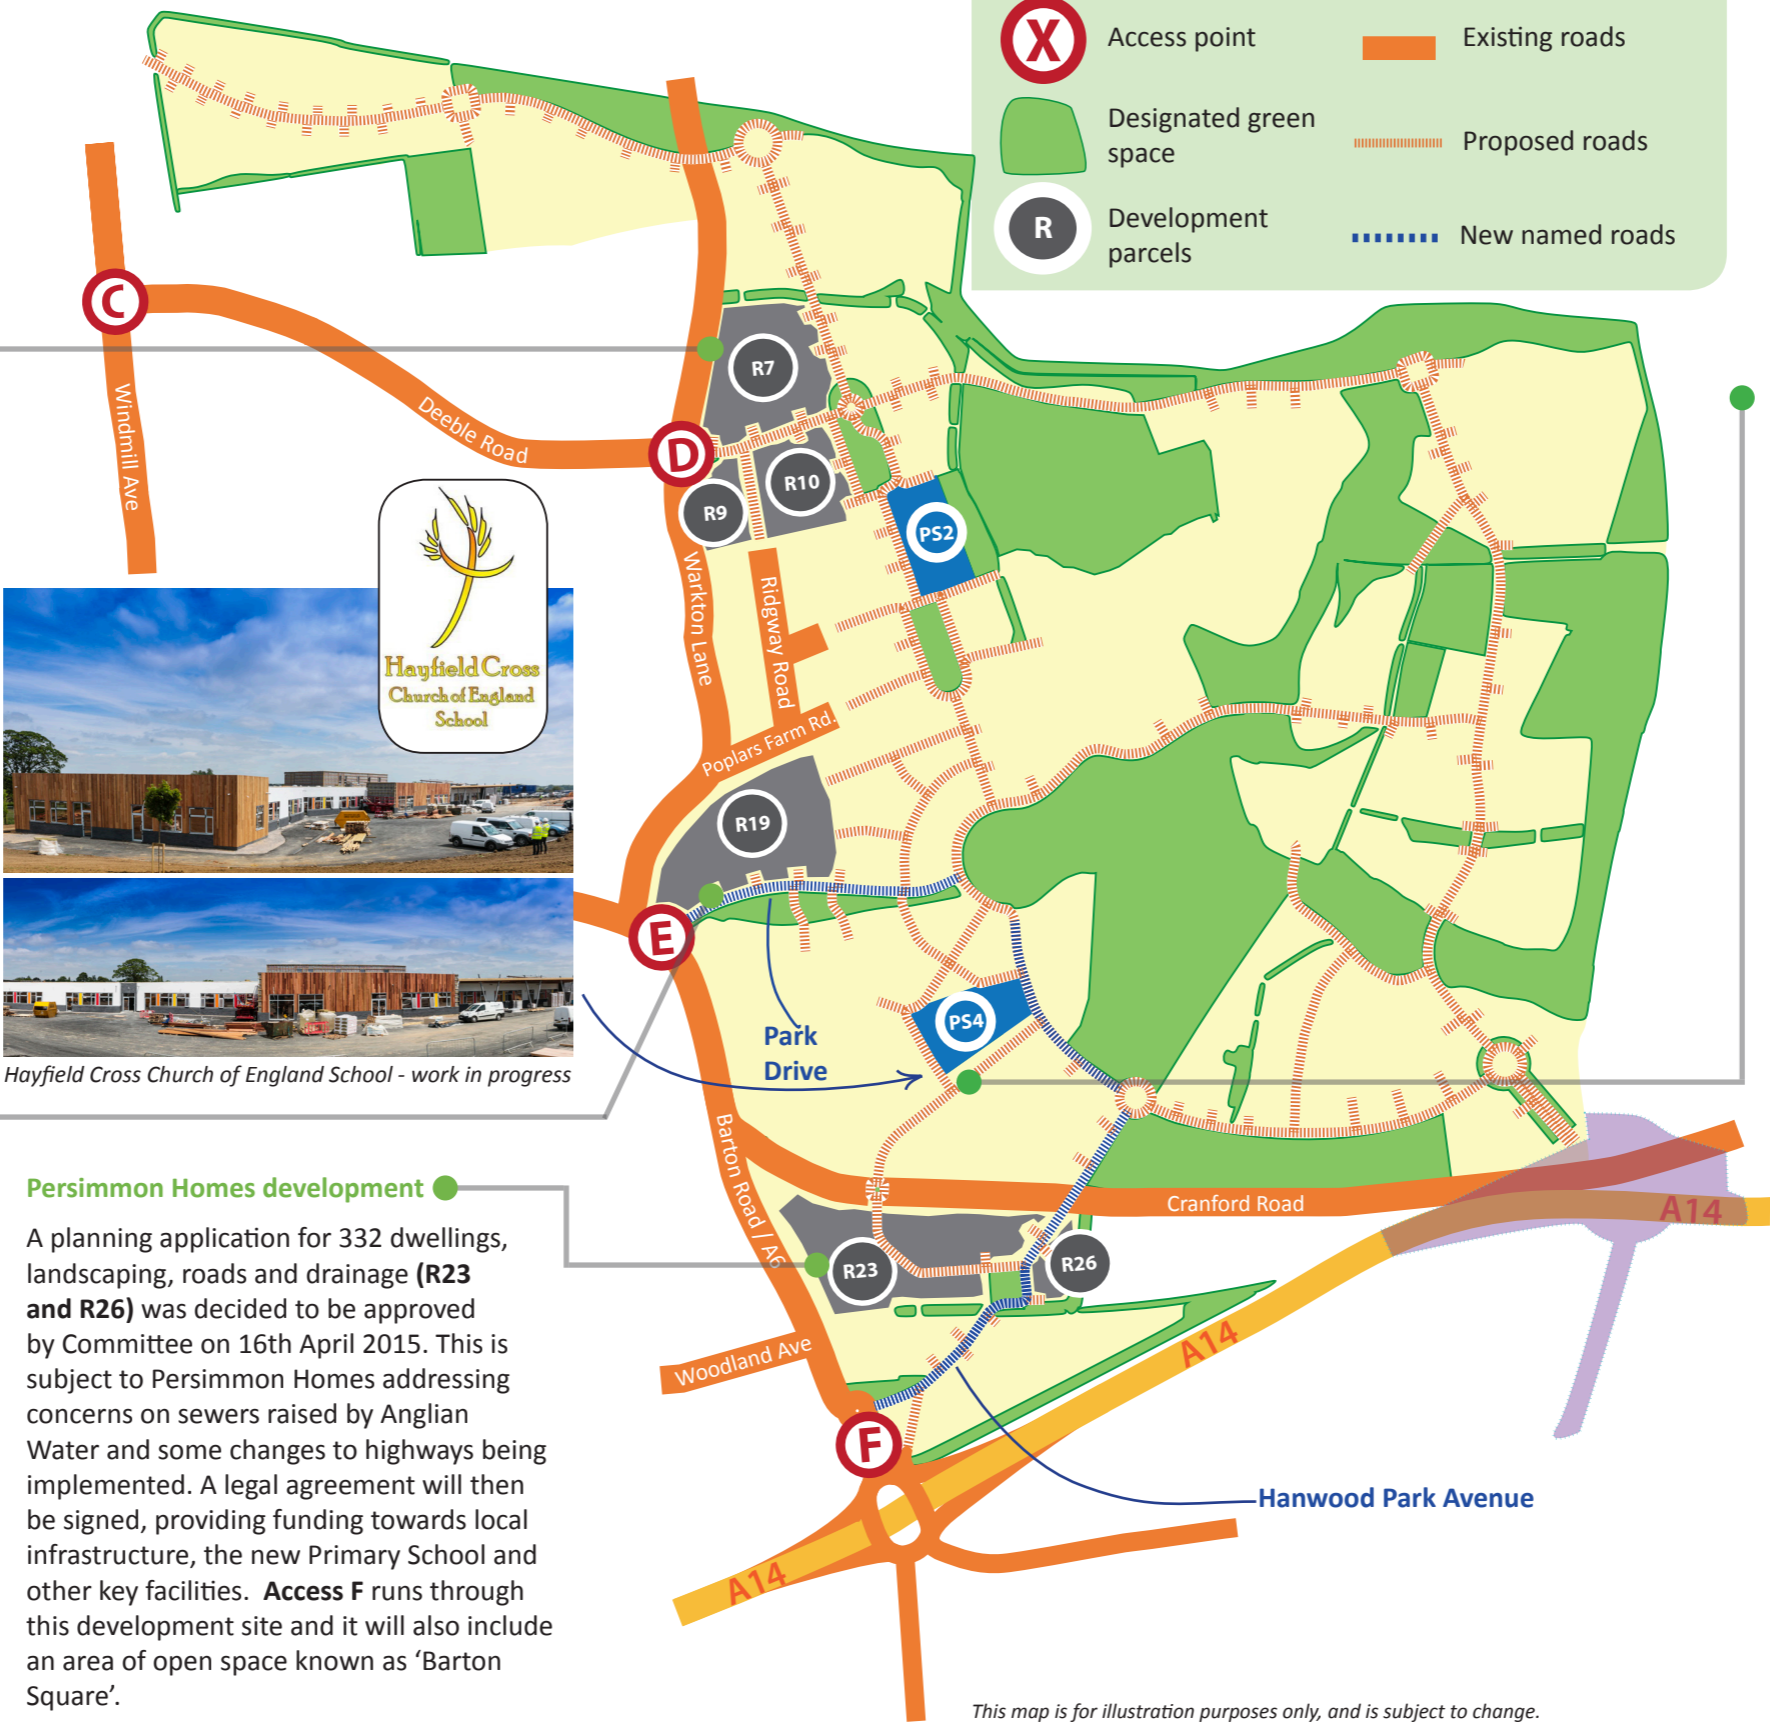 X
Access point
Existing roads
Designated green
space
Proposed roads
R
Development
parcels
New named roads
C
Windmill Ave
Deeble Road
D
R7
R10
R9
PS2
Warkton Lane
Ridgway Road
Poplars Farm Rd.
Hayfield Cross
Church of England
School
R19
E
Park
Drive
PS4
Hayfield Cross Church of England School - work in progress
Barton Road / A6
Cranford Road
A14
R23
R26
Woodland Ave
A14
F
Hanwood Park Avenue
A14
Persimmon Homes development
A planning application for 332 dwellings,
landscaping, roads and drainage (R23
and R26) was decided to be approved
by Committee on 16th April 2015. This is
subject to Persimmon Homes addressing
concerns on sewers raised by Anglian
Water and some changes to highways being
implemented. A legal agreement will then
be signed, providing funding towards local
infrastructure, the new Primary School and
other key facilities.  Access F runs through
this development site and it will also include
an area of open space known as ‘Barton
Square’.
This map is for illustration purposes only, and is subject to change.